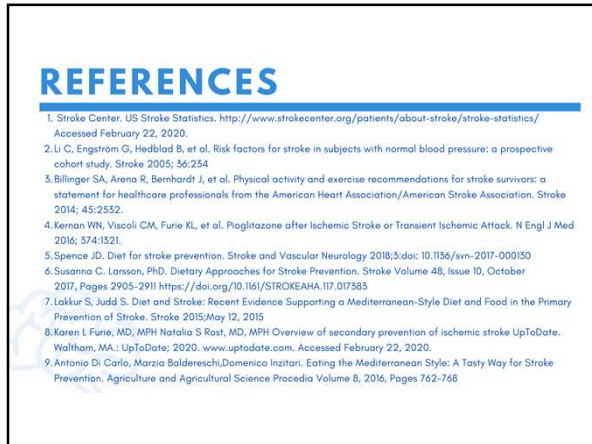 REFERENCES
1. Stroke Center. US Stroke Statistics. http://www.strokecenter.org/patients/about-stroke/stroke-statistics/
Accessed February 22, 2020.
2. Li C, Engström G, Hedblad B, et al. Risk factors for stroke in subjects with normal blood pressure: a prospective
cohort study. Stroke 2005; 36:234
3. Billinger SA, Arena R, Bernhardt J, et al. Physical activity and exercise recommendations for stroke survivors: a
statement for healthcare professionals from the American Heart Association/American Stroke Association. Stroke
2014; 45:2532.
4. Kernan WN, Viscoli CM, Furie KL, et al. Pioglitazone after Ischemic Stroke or Transient Ischemic Attack. N Engl J Med
2016; 374:1321.
5. Spence JD. Diet for stroke prevention. Stroke and Vascular Neurology 2018;3:doi: 10.1136/svn-2017-000130
6. Susanna C. Larsson, PhD. Dietary Approaches for Stroke Prevention. Stroke Volume 48, Issue 10, October
2017, Pages 2905-2911 https://doi.org/10.1161/STROKEAHA.117.017383
7. Lakkur S, Judd S. Diet and Stroke: Recent Evidence Supporting a Mediterranean-Style Diet and Food in the Primary
Prevention of Stroke. Stroke 2015;May 12, 2015
8. Karen L Furie, MD, MPH Natalia S Rost, MD, MPH Overview of secondary prevention of ischemic stroke UpToDate.
Waltham, MA.: UpToDate; 2020. www.uptodate.com. Accessed February 22, 2020.
9. Antonio Di Carlo, Marzia Baldereschi,Domenico Inzitari. Eating the Mediterranean Style: A Tasty Way for Stroke
Prevention. Agriculture and Agricultural Science Procedia Volume 8, 2016, Pages 762-768